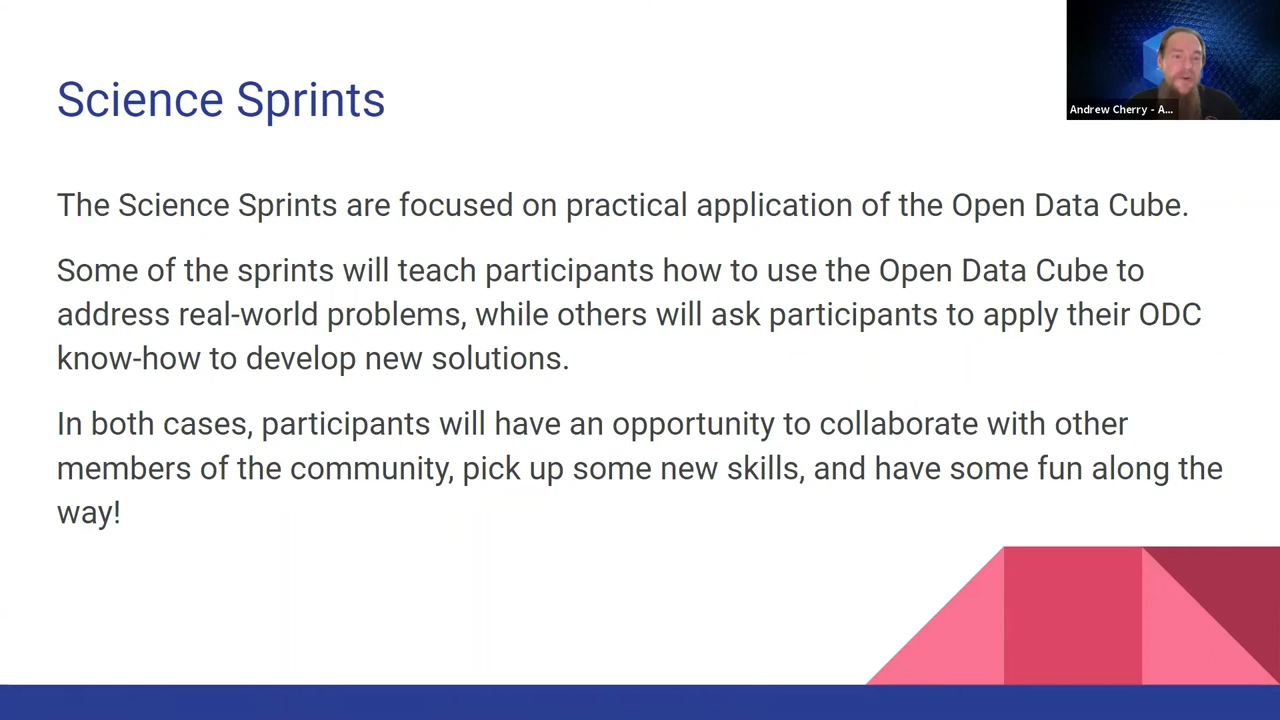 Science Sprints
Andrew Cherry - A...
The Science Sprints are focused on practical application of the Open Data Cube.
Some of the sprints will teach participants how to use the Open Data Cube to
address real-world problems, while others will ask participants to apply their ODC
know-how to develop new solutions.
In both cases, participants will have an opportunity to collaborate with other
members of the community, pick up some new skills, and have some fun along the
way!